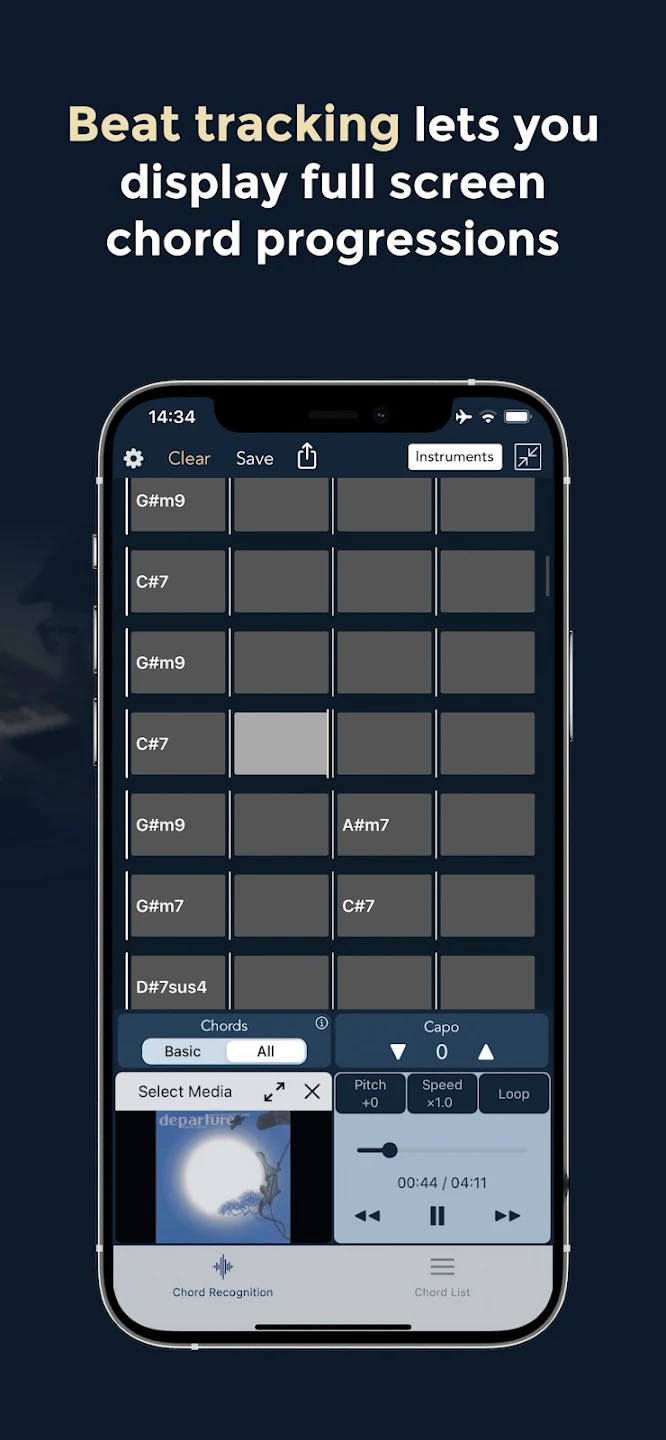 Beat tracking lets you
display full screen
chord progressions
14:34
Clear Save Instruments
G#m9
C#7
G#m9
C#7
G#m9 A#m7
G#m7 C#7
D#7sus4
Chords
Basic All
Capo
0
Select Media
departure
Pitch
+0
Speed
×1.0
Loop
00:44 / 04:11
Chord Recognition
Chord List